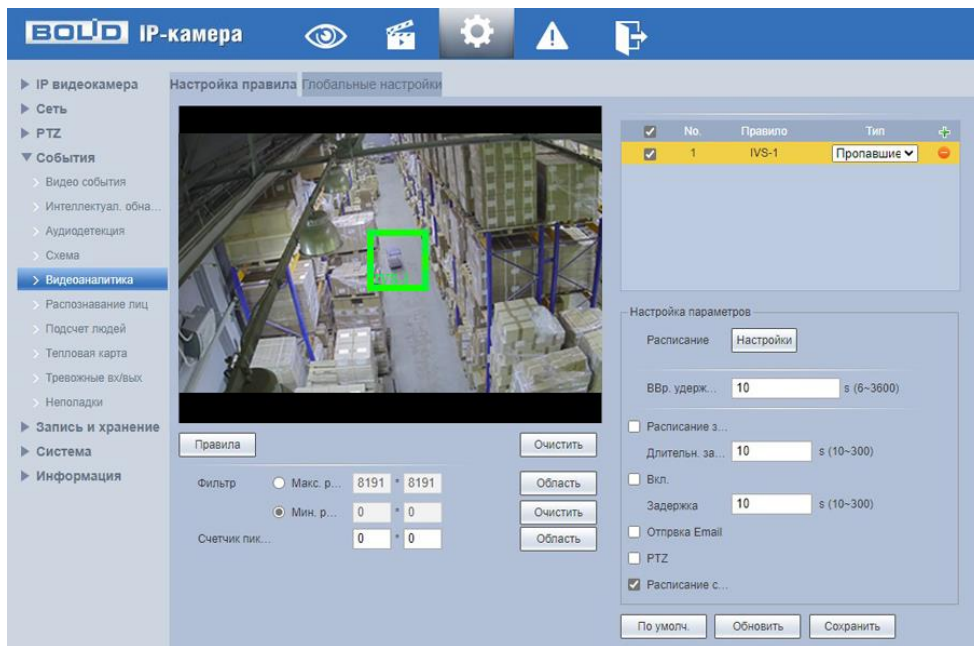 BOLID IP-камера
IP видеокамера
Сеть
PTZ
События
Видео события
Интеллектуал. обна...
Аудиодетекция
Схема
Видеоаналитика
Распознавание лиц
Подсчет людей
Тепловая карта
Тревожные вх/вых
Неполадки
Запись и хранение
Система
Информация
Настройка правила Глобальные настройки
IVS-1
Правила Очистить
Фильтр Макс. р... 8191 * 8191 Область
Мин. р... 0 * 0 Очистить
Счетчик пик... 0 * 0 Область
No. Правило Тип
1 IVS-1 Пропавшие
Настройка параметров
Расписание Настройки
ВВр. удерж... 10 s (6~3600)
Расписание з...
Длительн. за... 10 s (10~300)
Вкл.
Задержка 10 s (10~300)
Отпрвка Email
PTZ
Расписание с...
По умолч. Обновить Сохранить